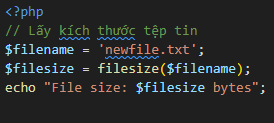 <?php
// Lấy kích thước tệp tin
$filename = 'newfile.txt';
$filesize = filesize($filename);
echo "File size: $filesize bytes";